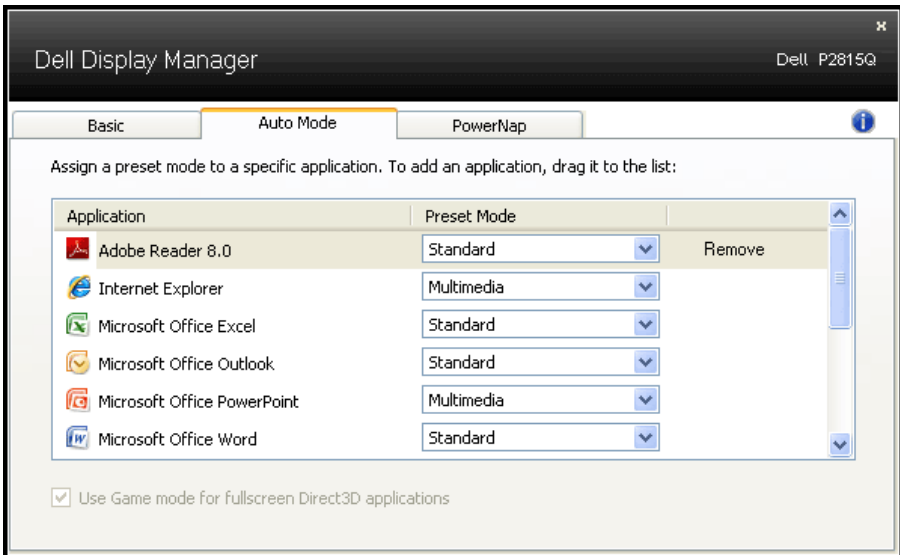 x
Dell Display Manager
Dell P2815Q
Basic Auto Mode PowerNap
Assign a preset mode to a specific application. To add an application, drag it to the list:
Application Preset Mode
Adobe Reader 8.0 Standard Remove
Internet Explorer Multimedia
Microsoft Office Excel Standard
Microsoft Office Outlook Standard
Microsoft Office PowerPoint Multimedia
Microsoft Office Word Standard
Use Game mode for fullscreen Direct3D applications